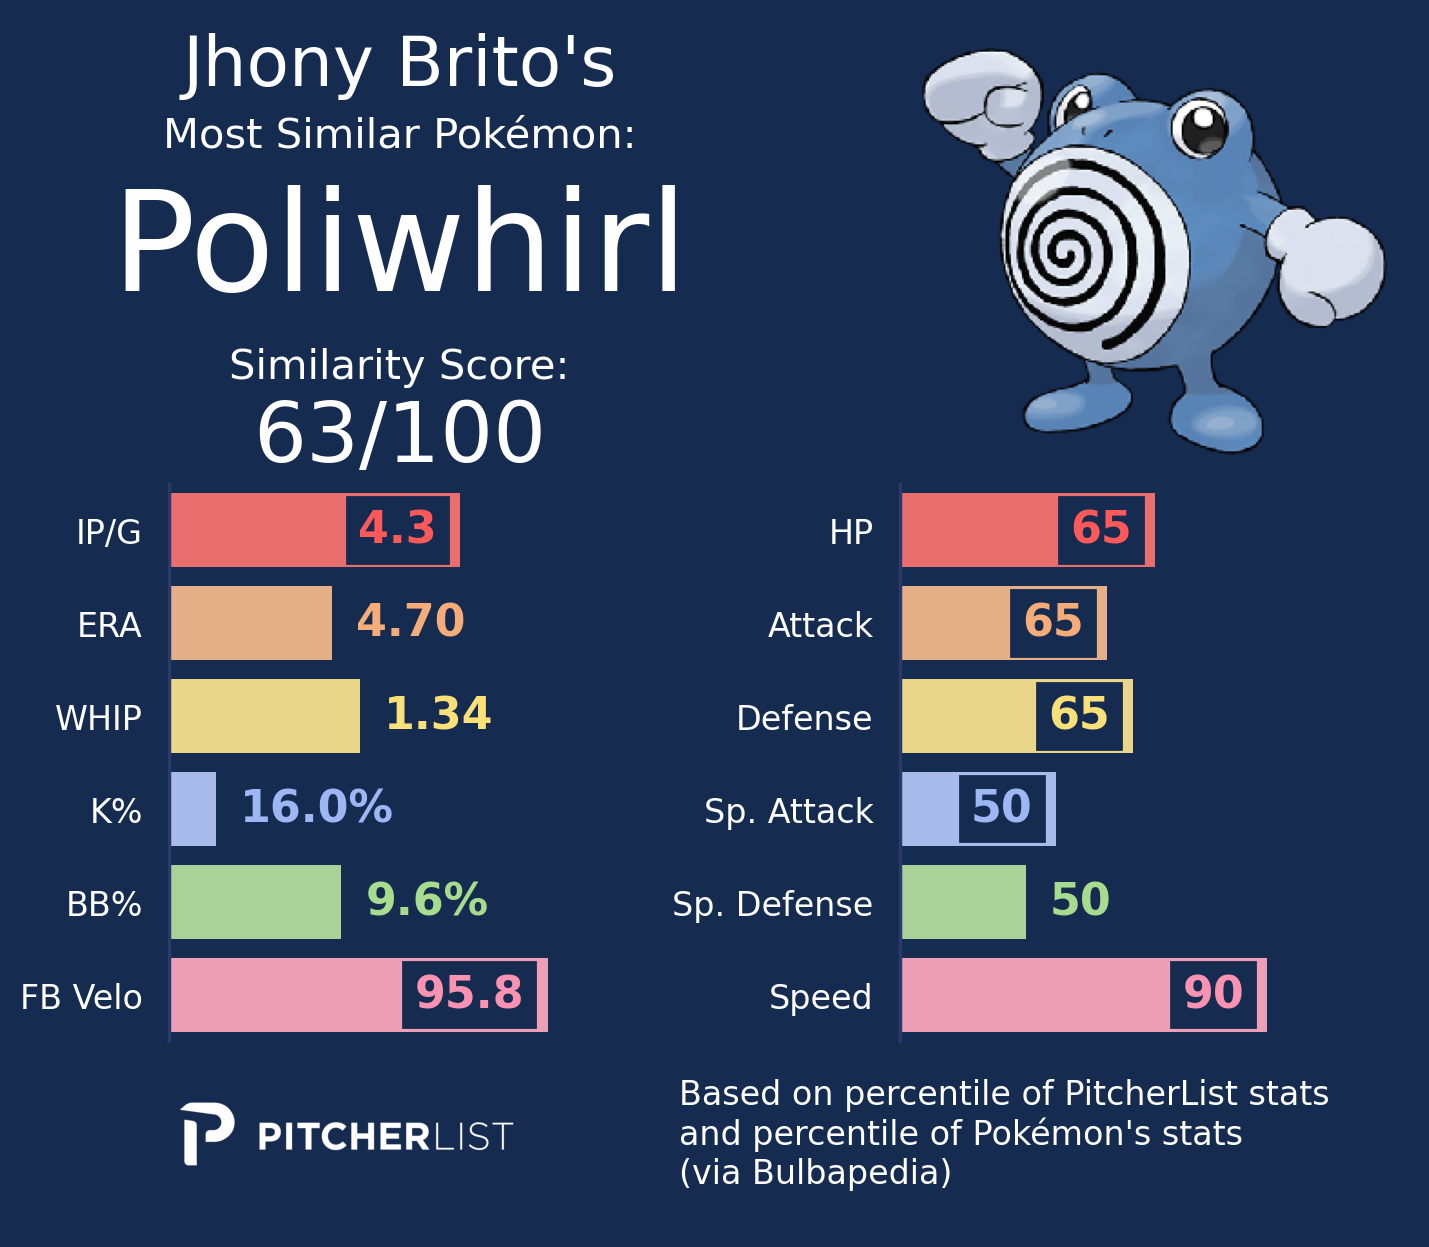 Jhony Brito's
Most Similar Pokémon:
Poliwhirl
Similarity Score:
63/100
IP/G 4.3
ERA 4.70
WHIP 1.34
K% 16.0%
BB% 9.6%
FB Velo 95.8
HP 65
Attack 65
Defense 65
Sp. Attack 50
Sp. Defense 50
Speed 90
PITCHERLIST
Based on percentile of PitcherList stats
and percentile of Pokémon's stats
(via Bulbapedia)